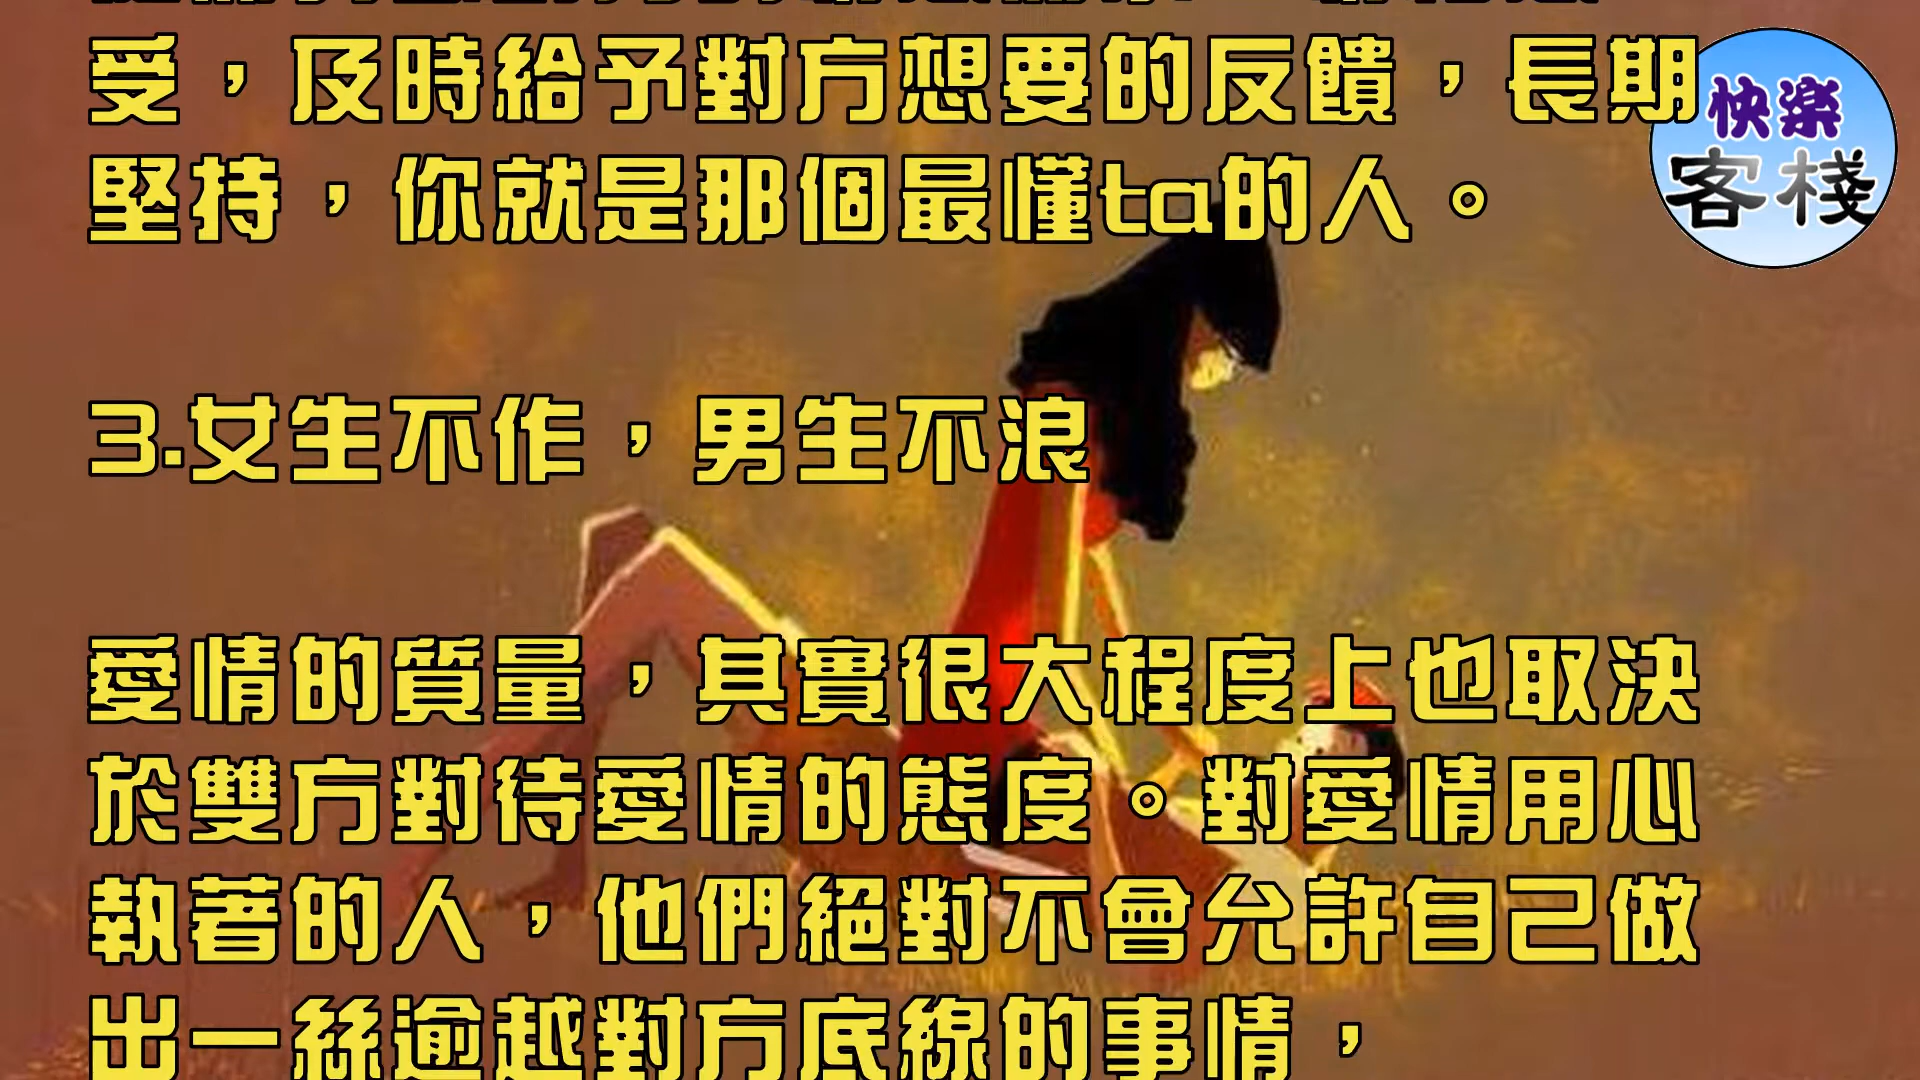 受，及時給予對方想要的反饋，長期
堅持，你就是那個最懂ta的人。
3.女生不作，男生不浪
愛情的質量，其實很大程度上也取決
於雙方對待愛情的態度。對愛情用心
執著的人，他們絕對不會允許自己做
出一絲逾越對方底線的事情，
快樂
客棧